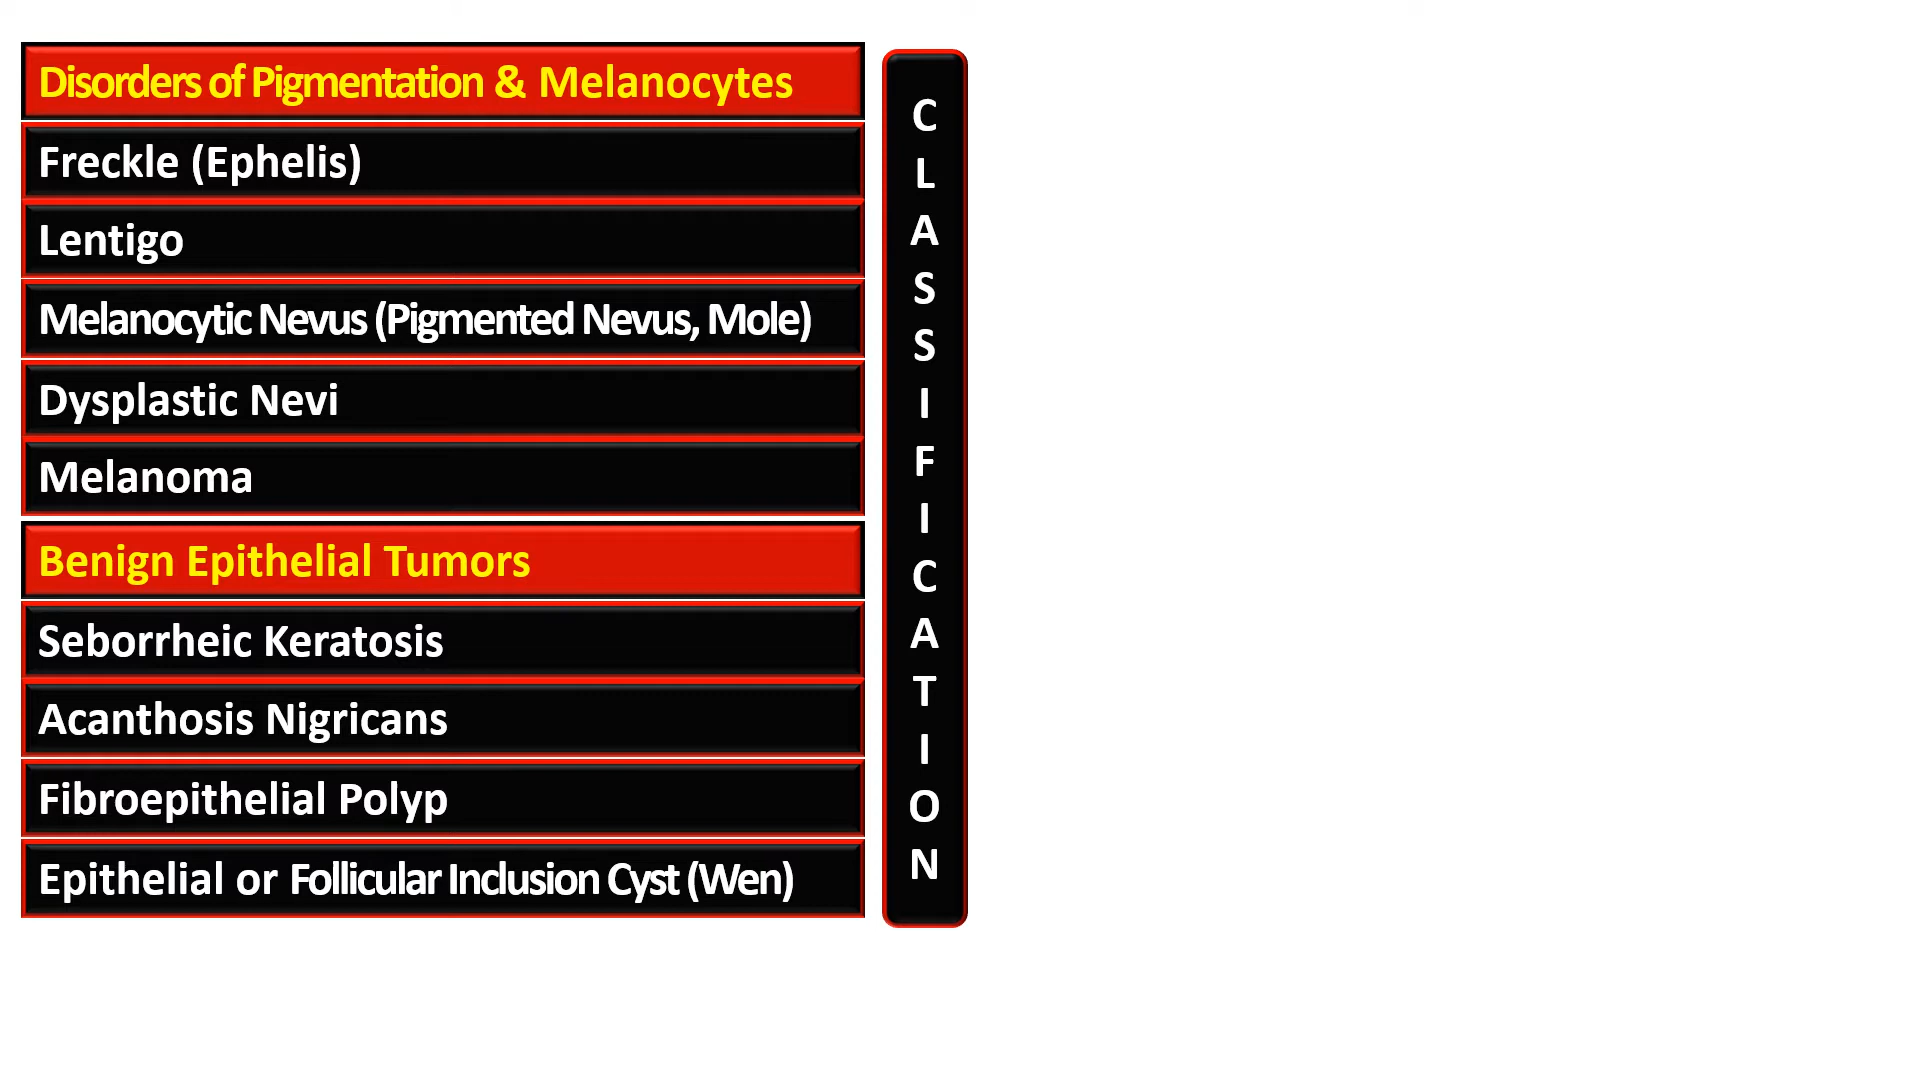 Disorders of Pigmentation & Melanocytes
Freckle (Ephelis)
Lentigo
Melanocytic Nevus (Pigmented Nevus, Mole)
Dysplastic Nevi
Melanoma
Benign Epithelial Tumors
Seborrheic Keratosis
Acanthosis Nigricans
Fibroepithelial Polyp
Epithelial or Follicular Inclusion Cyst (Wen)
C
L
A
S
S
I
F
I
C
A
T
I
O
N